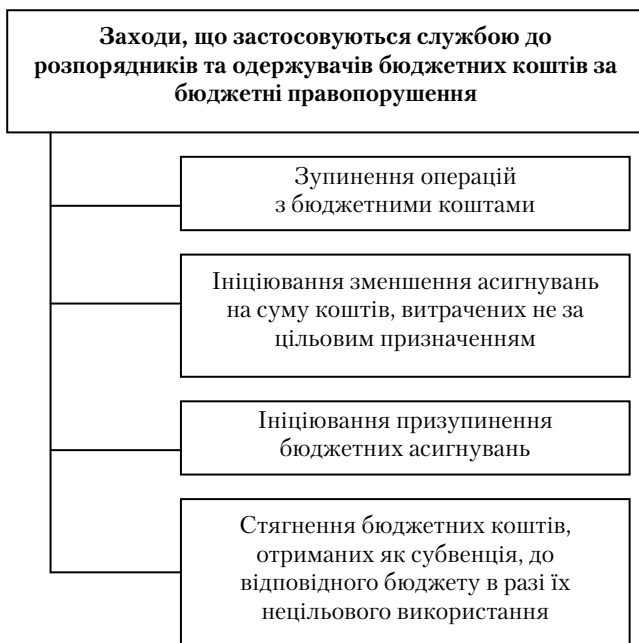 Заходи, що застосовуються службою до
розпорядників та одержувачів бюджетних коштів за
бюджетні правопорушення
Зупинення операцій
з бюджетними коштами
Ініціювання зменшення асигнувань
на суму коштів, витрачених не за
цільовим призначенням
Ініціювання призупинення
бюджетних асигнувань
Стягнення бюджетних коштів,
отриманих як субвенція, до
відповідного бюджету в разі їх
нецільового використання